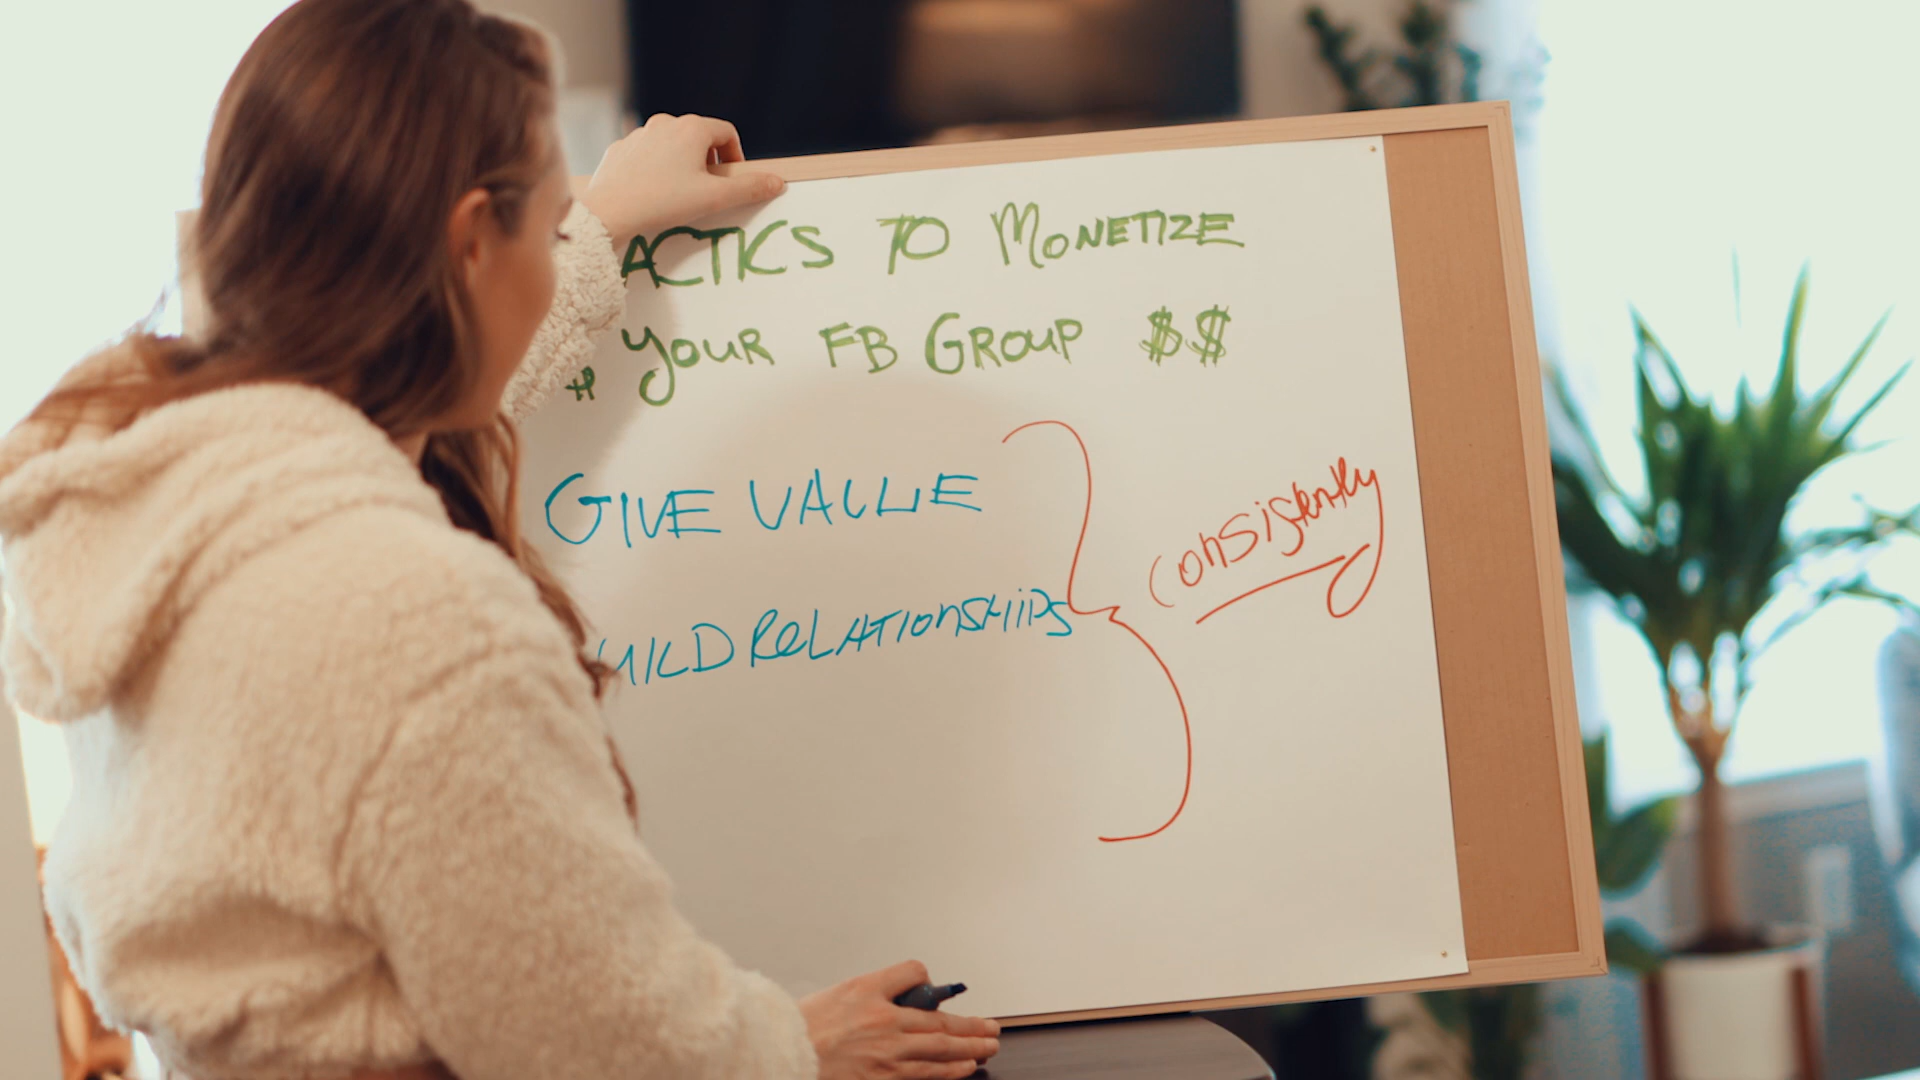 ACTICS TO MONETIZE
YOUR FB GROUP $$
GIVE VALUE
UILD RELATIONSHIPS
consistently